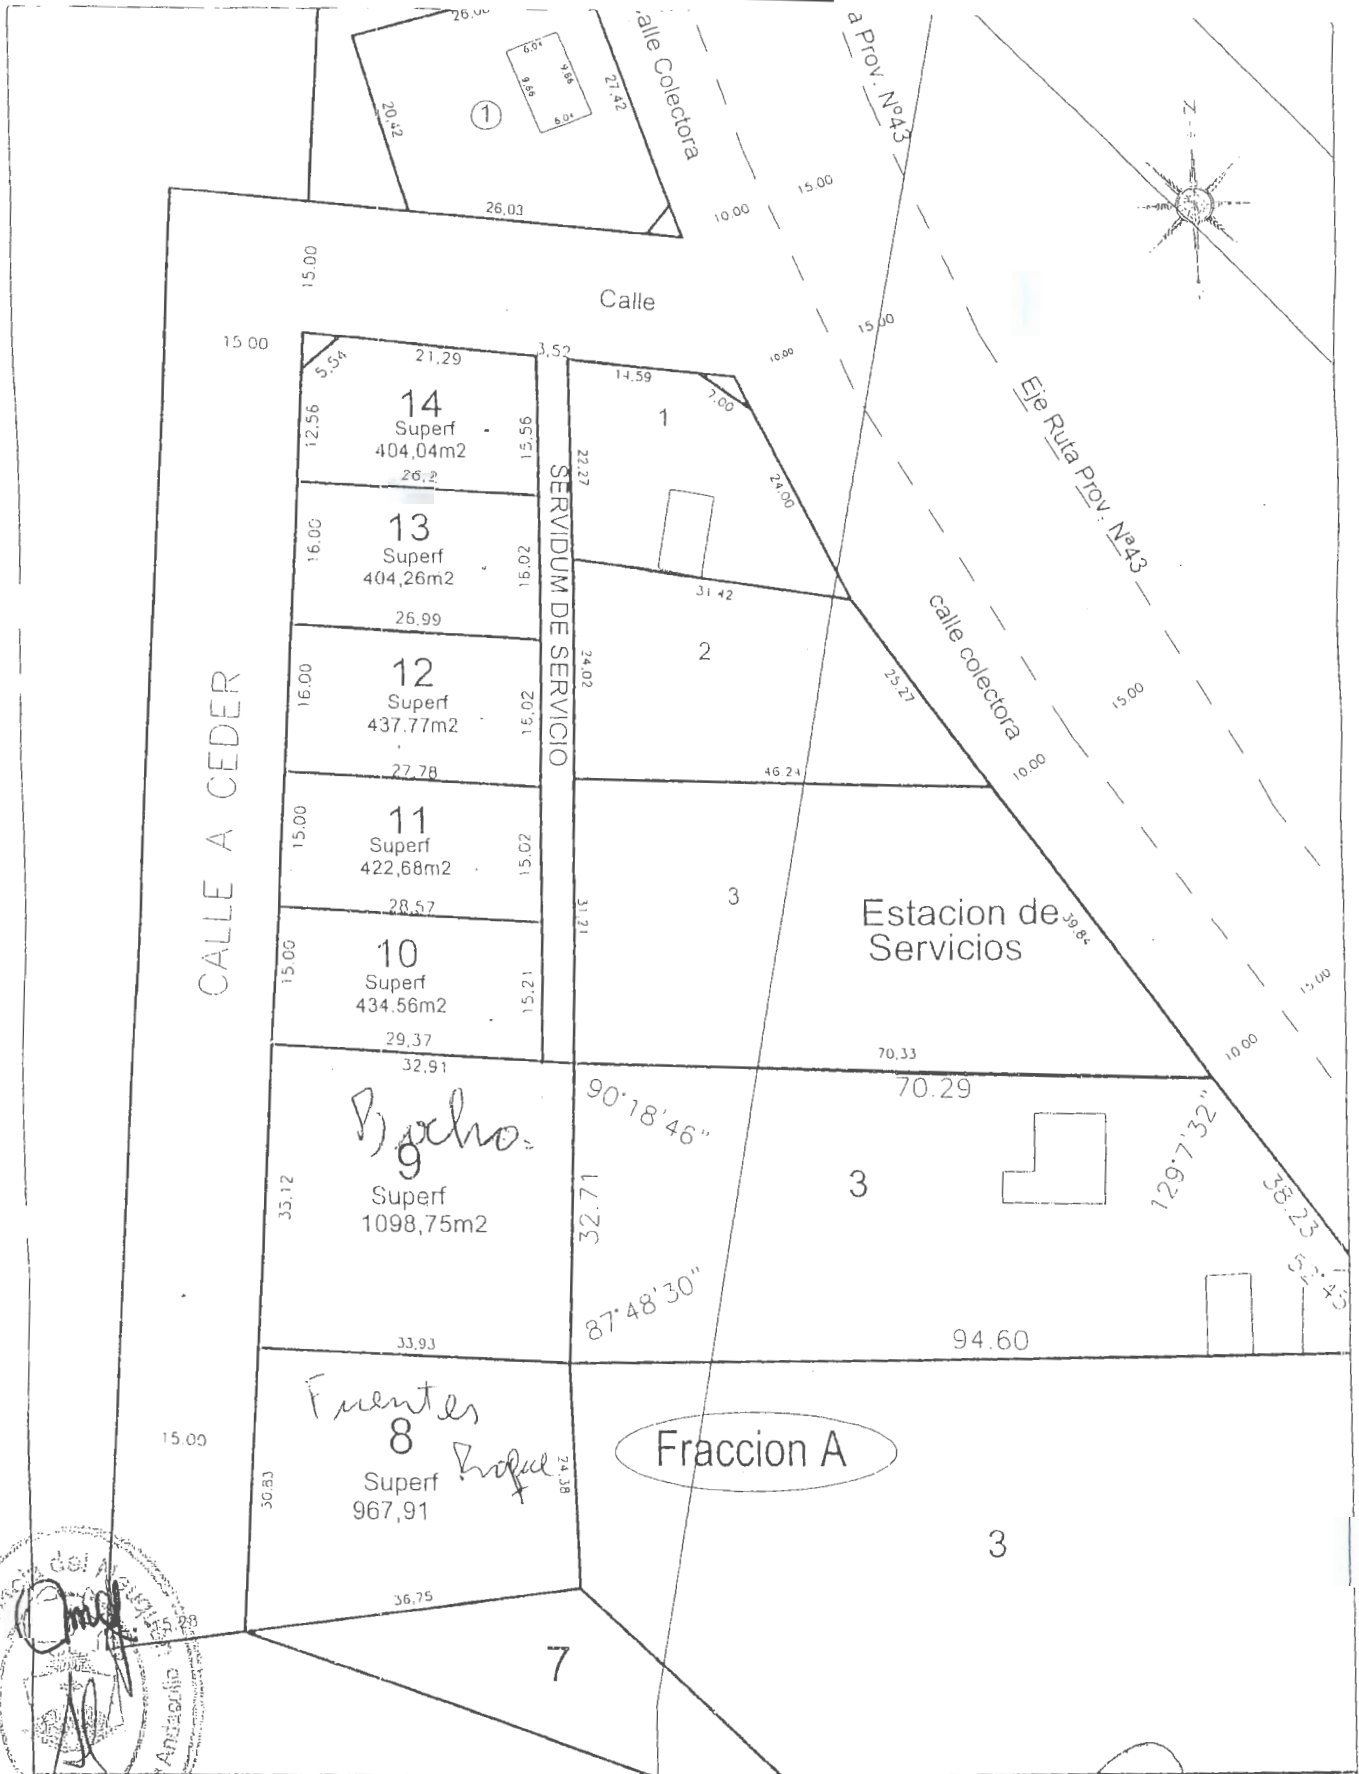 26,00
6.04
9,66
9,66
6.04
20,42
27,42
1
26,03
alle Colectora
a Prov. Nº43
15.00
10.00
Z
15.00
Calle
15.00
10.00
15 00
5,54
21,29
3,52
14,59
7.00
14
Superf
404,04m2
12,56
15,56
26,2
1
22,27
24.00
31 42
13
Superf
404,26m2
16.00
16.02
26,99
SERVIDUM DE SERVICIO
2
24,02
25,27
46.24
Eje Ruta Prov. Nª43
calle colectora
15.00
10.00
12
Superf
437.77m2
16.00
16,02
27,78
CALLE A CEDER
11
Superf
422,68m2
15.00
15.02
28,57
3
31,21
Estacion de
Servicios
39,84
15,00
10.00
10
Superf
434.56m2
15.00
15.21
29,37
70,33
32,91
70.29
90°18'46"
129°7'32"
38.23
Bocho
9
Superf
1098,75m2
33,12
32.71
3
87°48'30"
33,93
94.60
Fuentes
Roque
8
Superf
967,91
15.00
30,83
24,38
Fraccion A
3
36,75
7
15,28
del
Andacollo